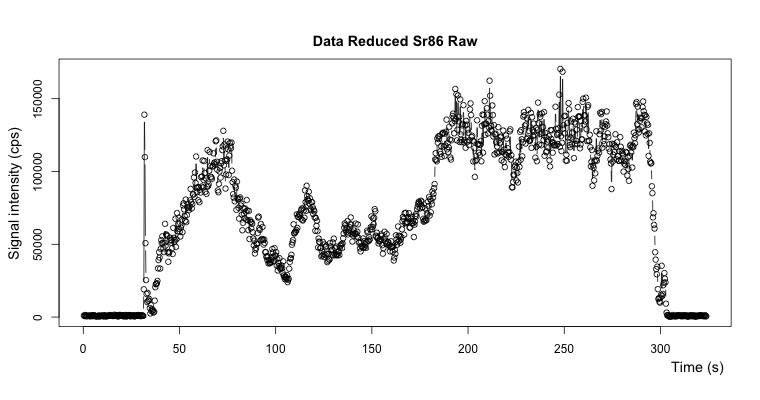 Data Reduced Sr86 Raw
Signal intensity (cps)
150000
100000
50000
0
0 50 100 150 200 250 300
Time (s)